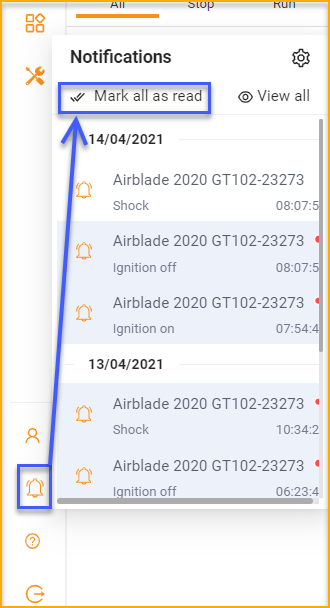 All Stop Run
Notifications
Mark all as read View all
14/04/2021
Airblade 2020 GT102-23273
Shock 08:07:5
Airblade 2020 GT102-23273
Ignition off 08:07:5
Airblade 2020 GT102-23273
Ignition on 07:54:4
13/04/2021
Airblade 2020 GT102-23273
Shock 10:34:2
Airblade 2020 GT102-23273
Ignition off 06:23:4